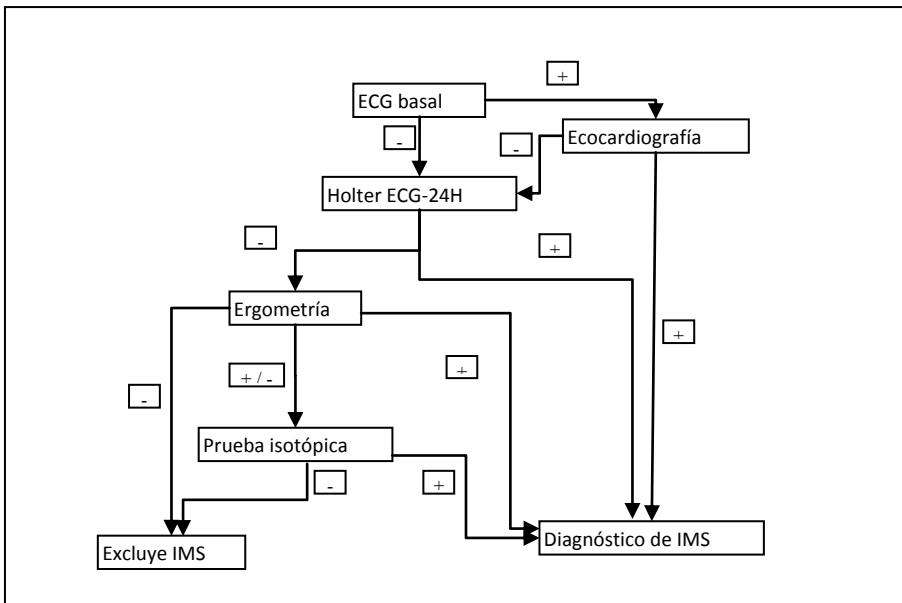 +
ECG basal
-
Ecocardiografía
-
Holter ECG-24H
-
+
Ergometría
+
+ / -
+
-
Prueba isotópica
-
+
Excluye IMS
Diagnóstico de IMS